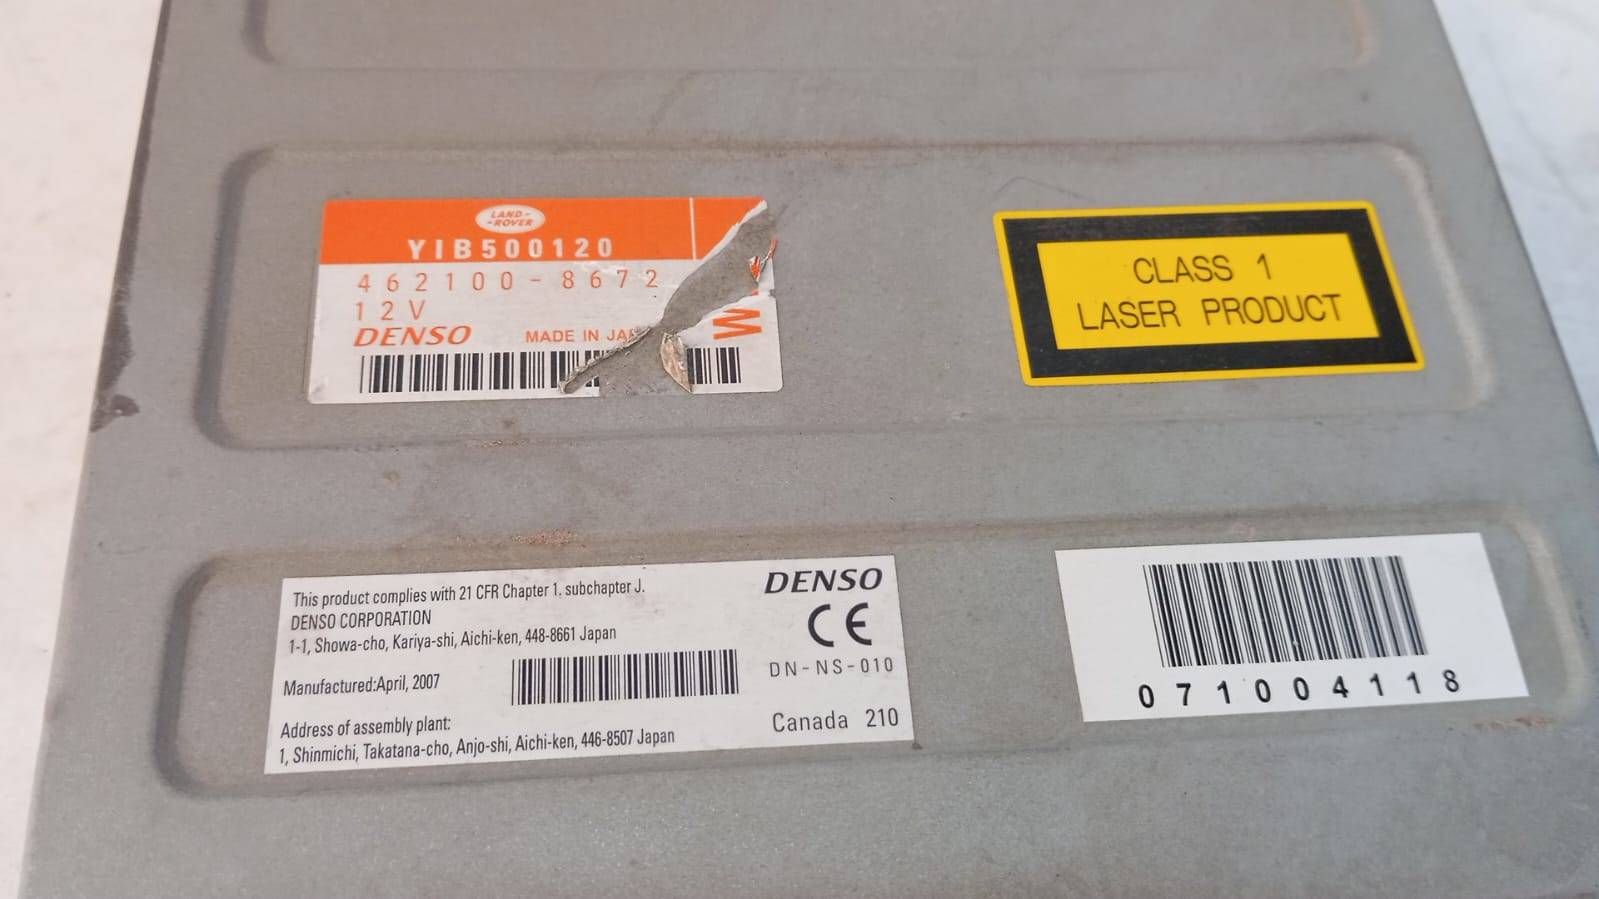 LAND-
-ROVER
YIB500120
462100-8672
12V
DENSO MADE IN
M
CLASS 1
LASER PRODUCT
This product complies with 21 CFR Chapter 1. subchapter J.
DENSO CORPORATION
1-1, Showa-cho, Kariya-shi, Aichi-ken, 448-8661 Japan
Manufactured:April, 2007
Address of assembly plant:
1, Shinmichi, Takatana-cho, Anjo-shi, Aichi-ken, 446-8507 Japan
DENSO
CE
DN-NS-010
Canada 210
071004118